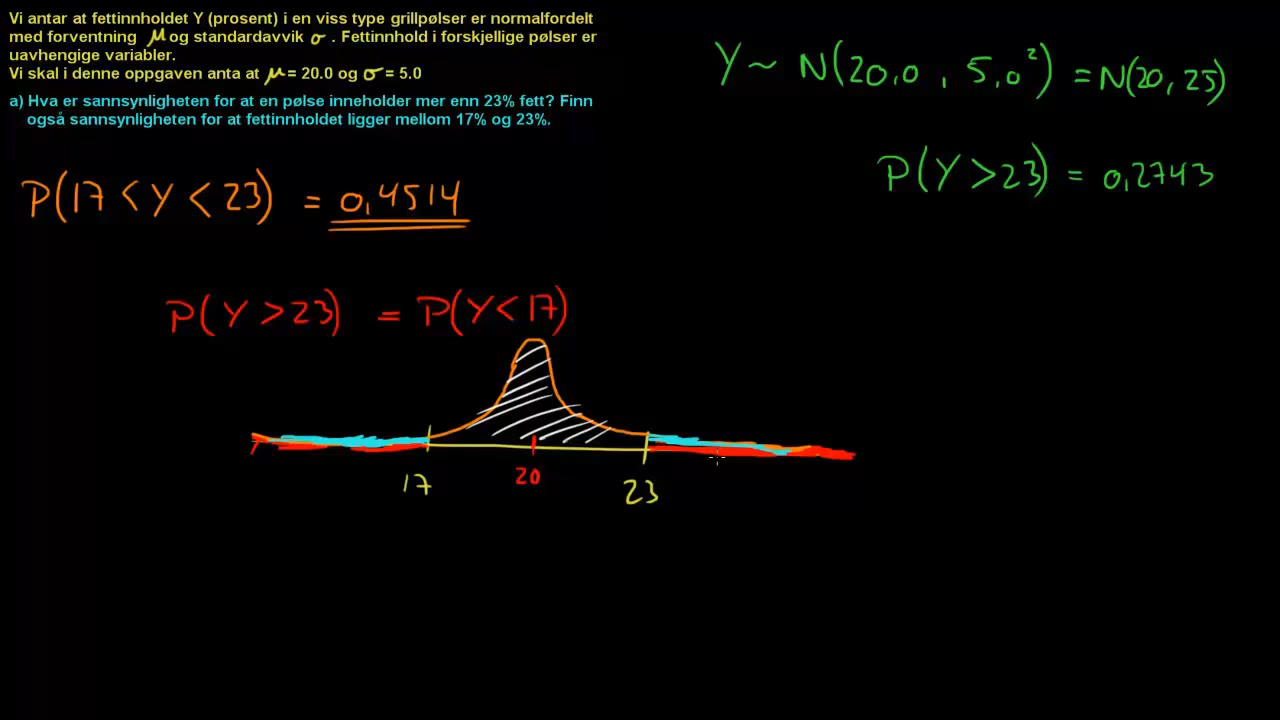 Vi antar at fettinnholdet Y (prosent) i en viss type grillpølser er normalfordelt
med forventning μ og standardavvik σ. Fettinnhold i forskjellige pølser er
uavhengige variabler.
Vi skal i denne oppgaven anta at μ = 20.0 og σ = 5.0
a) Hva er sannsynligheten for at en pølse inneholder mer enn 23% fett? Finn
også sannsynligheten for at fettinnholdet ligger mellom 17% og 23%.
Y ~ N(20,0 , 5,0²) = N(20, 25)
P(Y > 23) = 0,2743
P(17 < Y < 23) = 0,4514
P(Y > 23) = P(Y < 17)
17 20 23